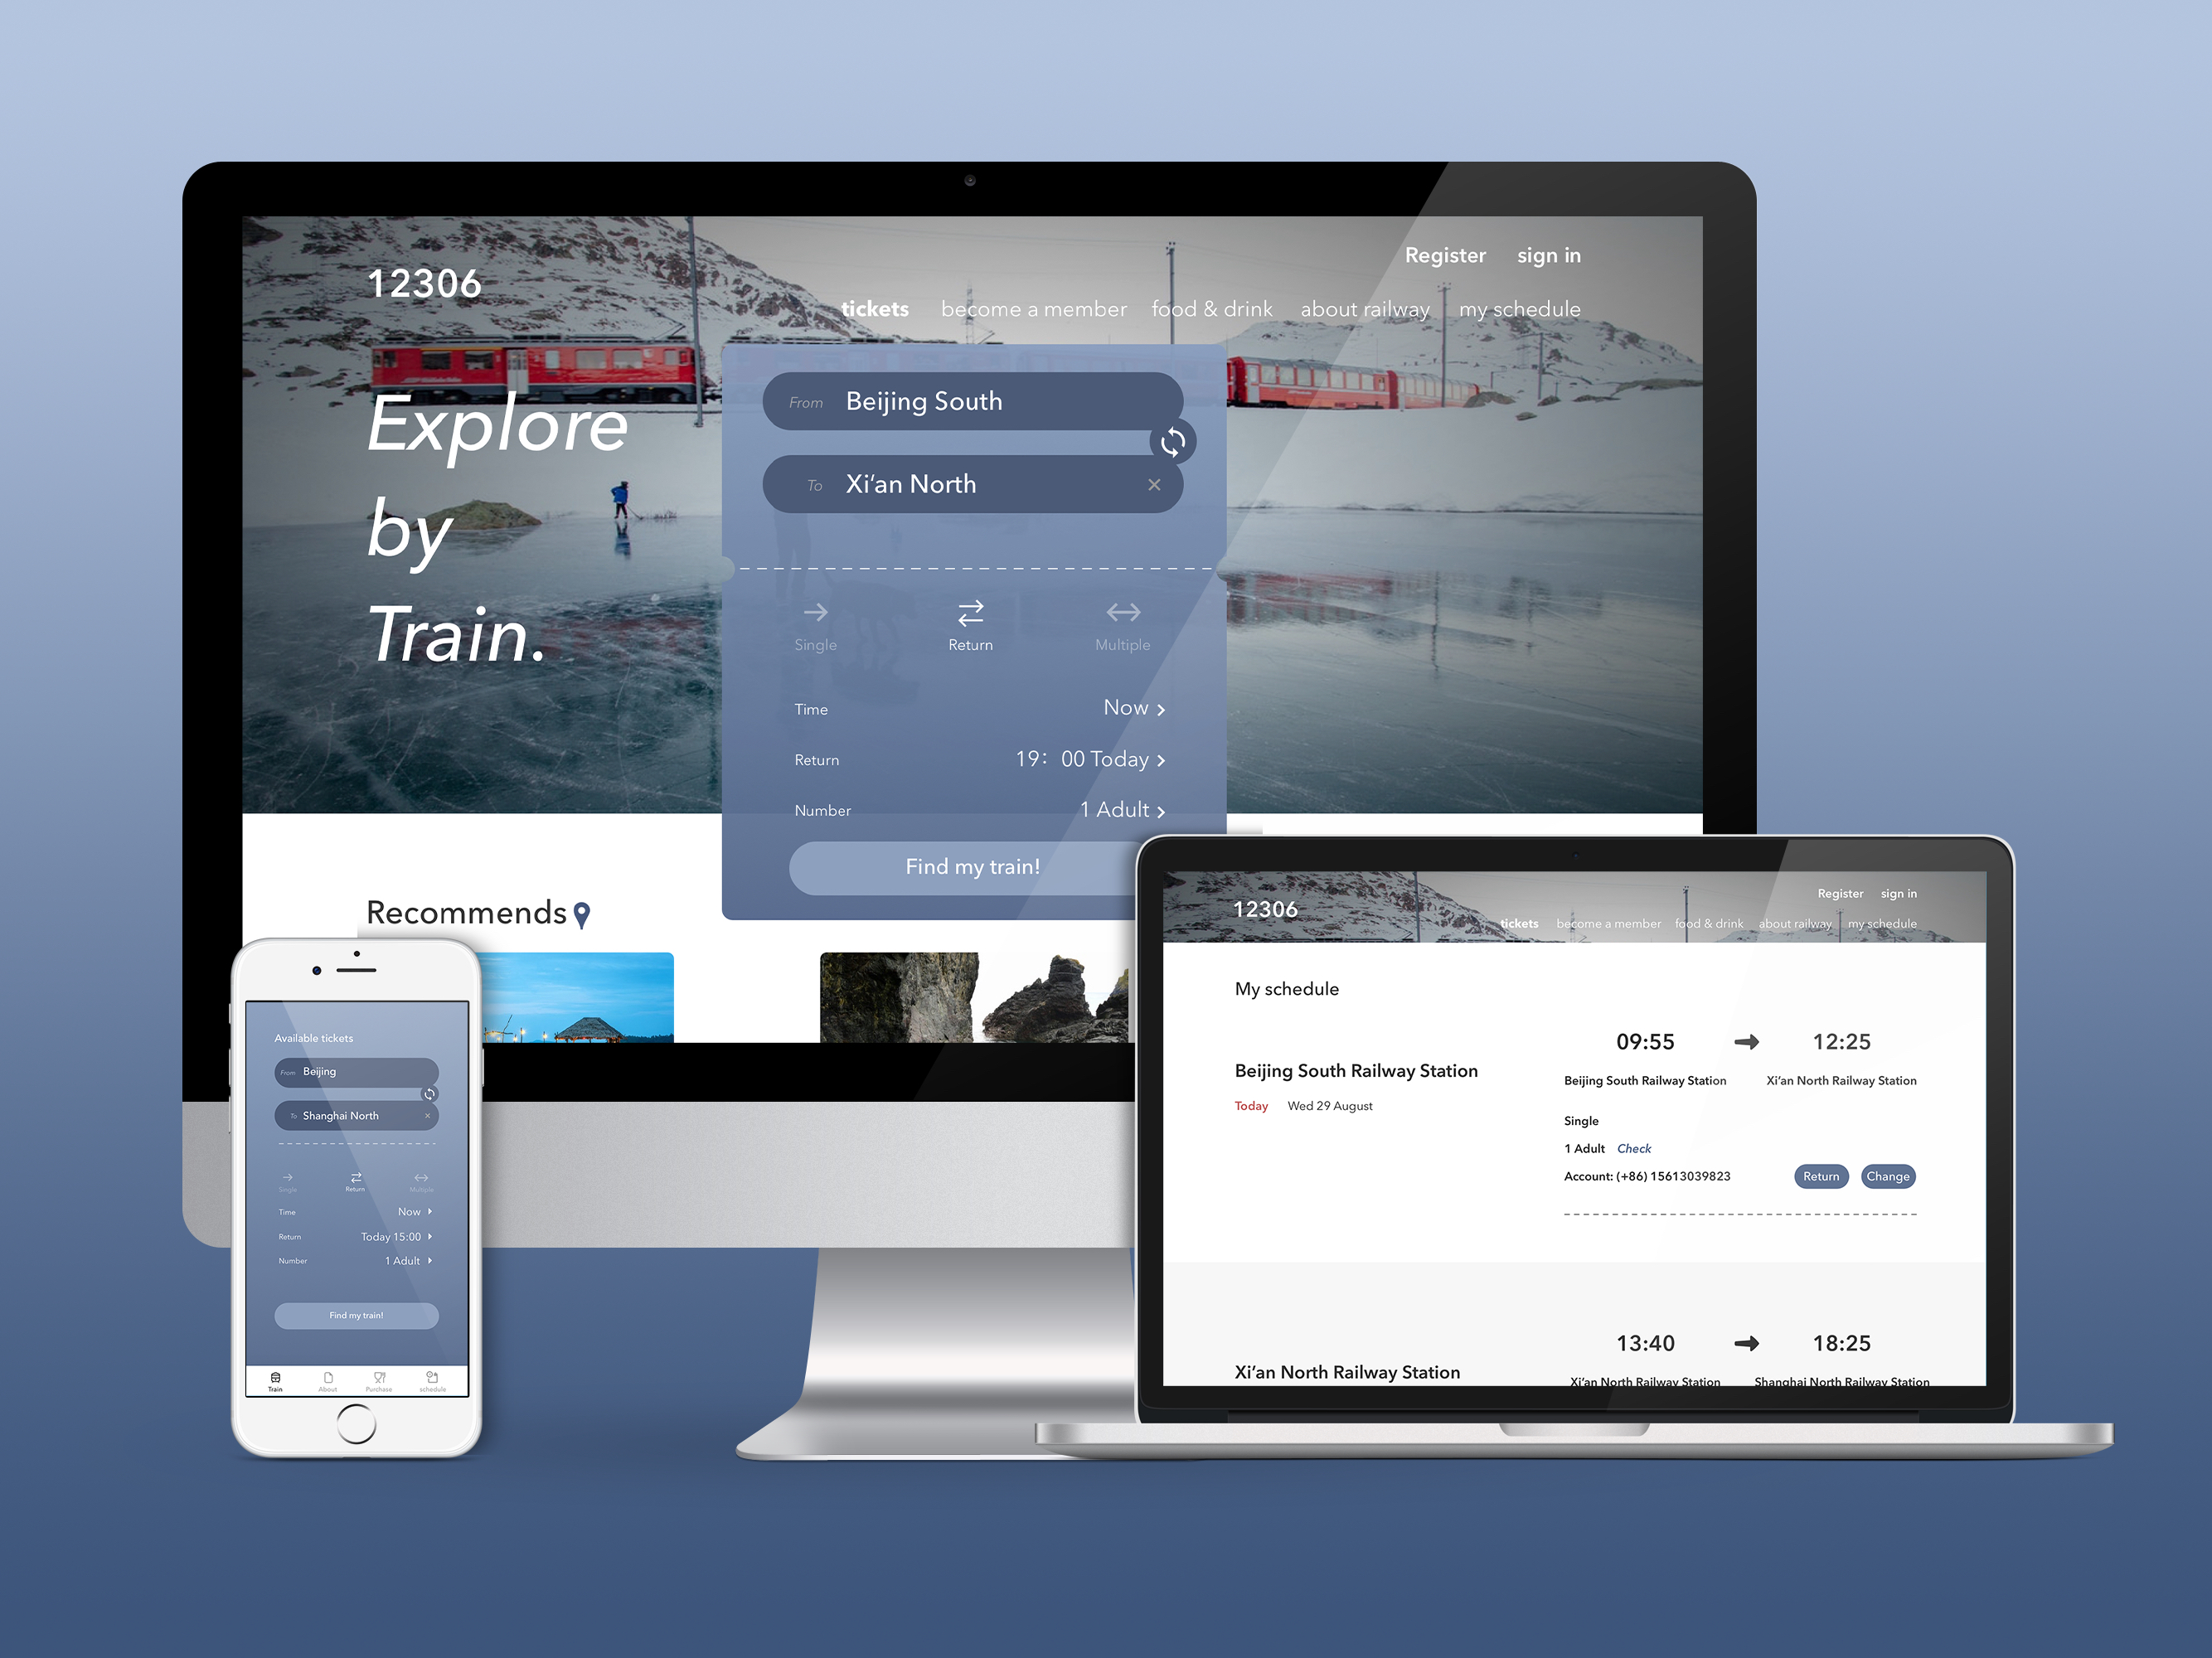 Register sign in
12306
tickets become a member food & drink about railway my schedule
Explore
by
Train.
From Beijing South
To Xi‘an North ×
Single Return Multiple
Time Now >
Return 19： 00 Today >
Number 1 Adult >
Find my train!
Recommends
Available tickets
From Beijing
To Shanghai North ×
Single Return Multiple
Time Now
Return Today 15:00
Number 1 Adult
Find my train!
Train About Purchase schedule
Register sign in
12306
tickets become a member food & drink about railway my schedule
My schedule
09:55 12:25
Beijing South Railway Station
Beijing South Railway Station Xi‘an North Railway Station
Today Wed 29 August
Single
1 Adult Check
Account: (+86) 15613039823 Return Change
13:40 18:25
Xi‘an North Railway Station
Xi‘an North Railway Station Shanghai North Railway Station